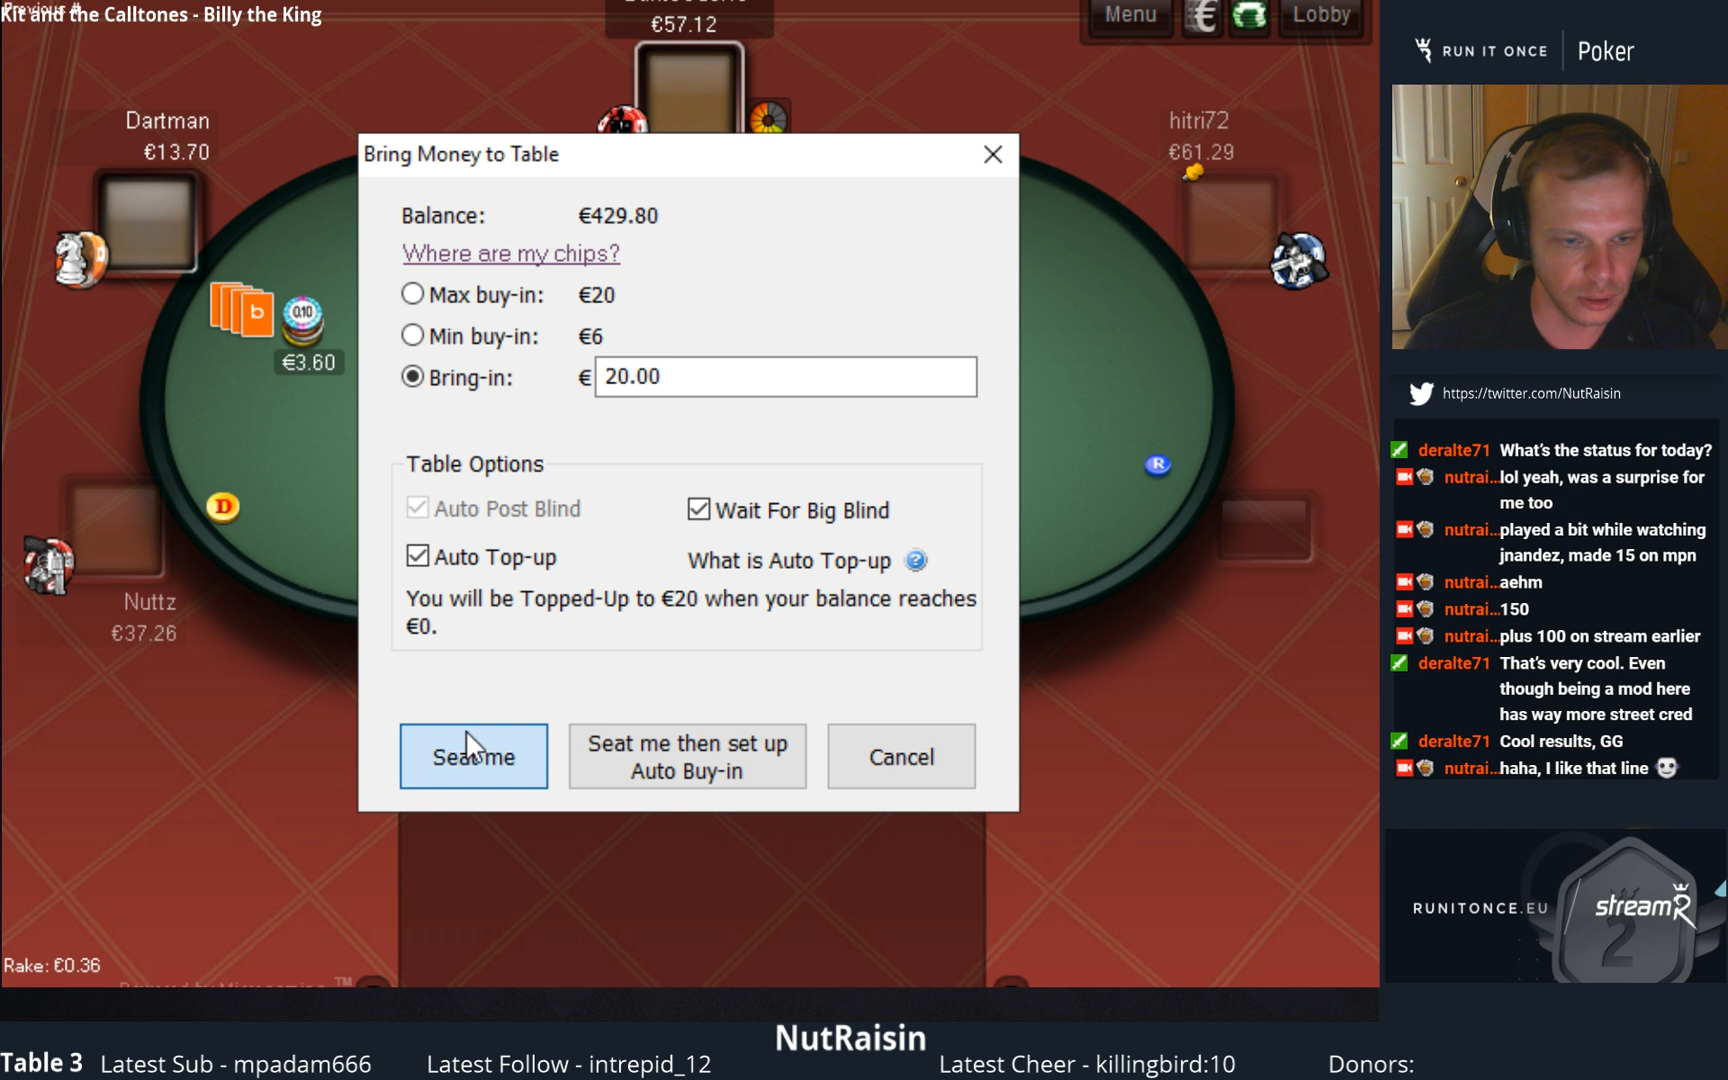 Kit and the Calltones - Billy the King
€57.12
Menu
€
Lobby
RUN IT ONCE
Poker
Dartman
€13.70
hitri72
€61.29
Bring Money to Table
Balance: €429.80
Where are my chips?
Max buy-in: €20
Min buy-in: €6
Bring-in: € 20.00
b
0.10
€3.60
Table Options
Auto Post Blind
Wait For Big Blind
Auto Top-up
What is Auto Top-up ?
You will be Topped-Up to €20 when your balance reaches
€0.
D
R
Nuttz
€37.26
Seat me
Seat me then set up
Auto Buy-in
Cancel
https://twitter.com/NutRaisin
deralte71 What's the status for today?
nutrai...lol yeah, was a surprise for
me too
nutrai...played a bit while watching
jnandez, made 15 on mpn
nutrai...aehm
nutrai...150
nutrai...plus 100 on stream earlier
deralte71 That's very cool. Even
though being a mod here
has way more street cred
deralte71 Cool results, GG
nutrai...haha, I like that line
RUNITONCE.EU
streamR
2
Rake: €0.36
NutRaisin
Table 3
Latest Sub - mpadam666
Latest Follow - intrepid_12
Latest Cheer - killingbird:10
Donors: